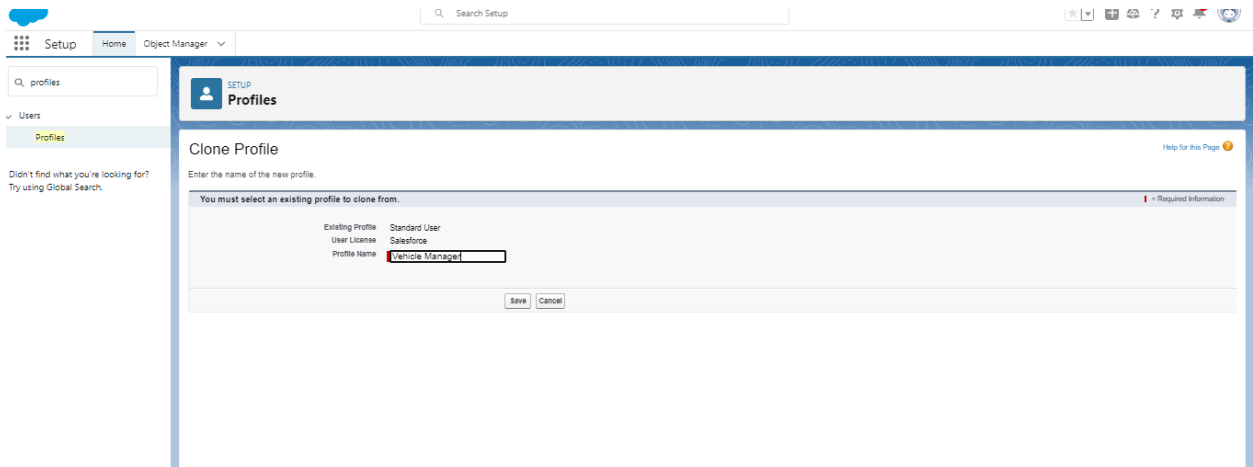 Search Setup
Setup
Home
Object Manager
profiles
Users
Profiles
Didn't find what you're looking for?
Try using Global Search.
SETUP
Profiles
Clone Profile
Help for this Page
Enter the name of the new profile.
You must select an existing profile to clone from.
= Required Information
Existing Profile Standard User
User License Salesforce
Profile Name Vehicle Manager
Save Cancel